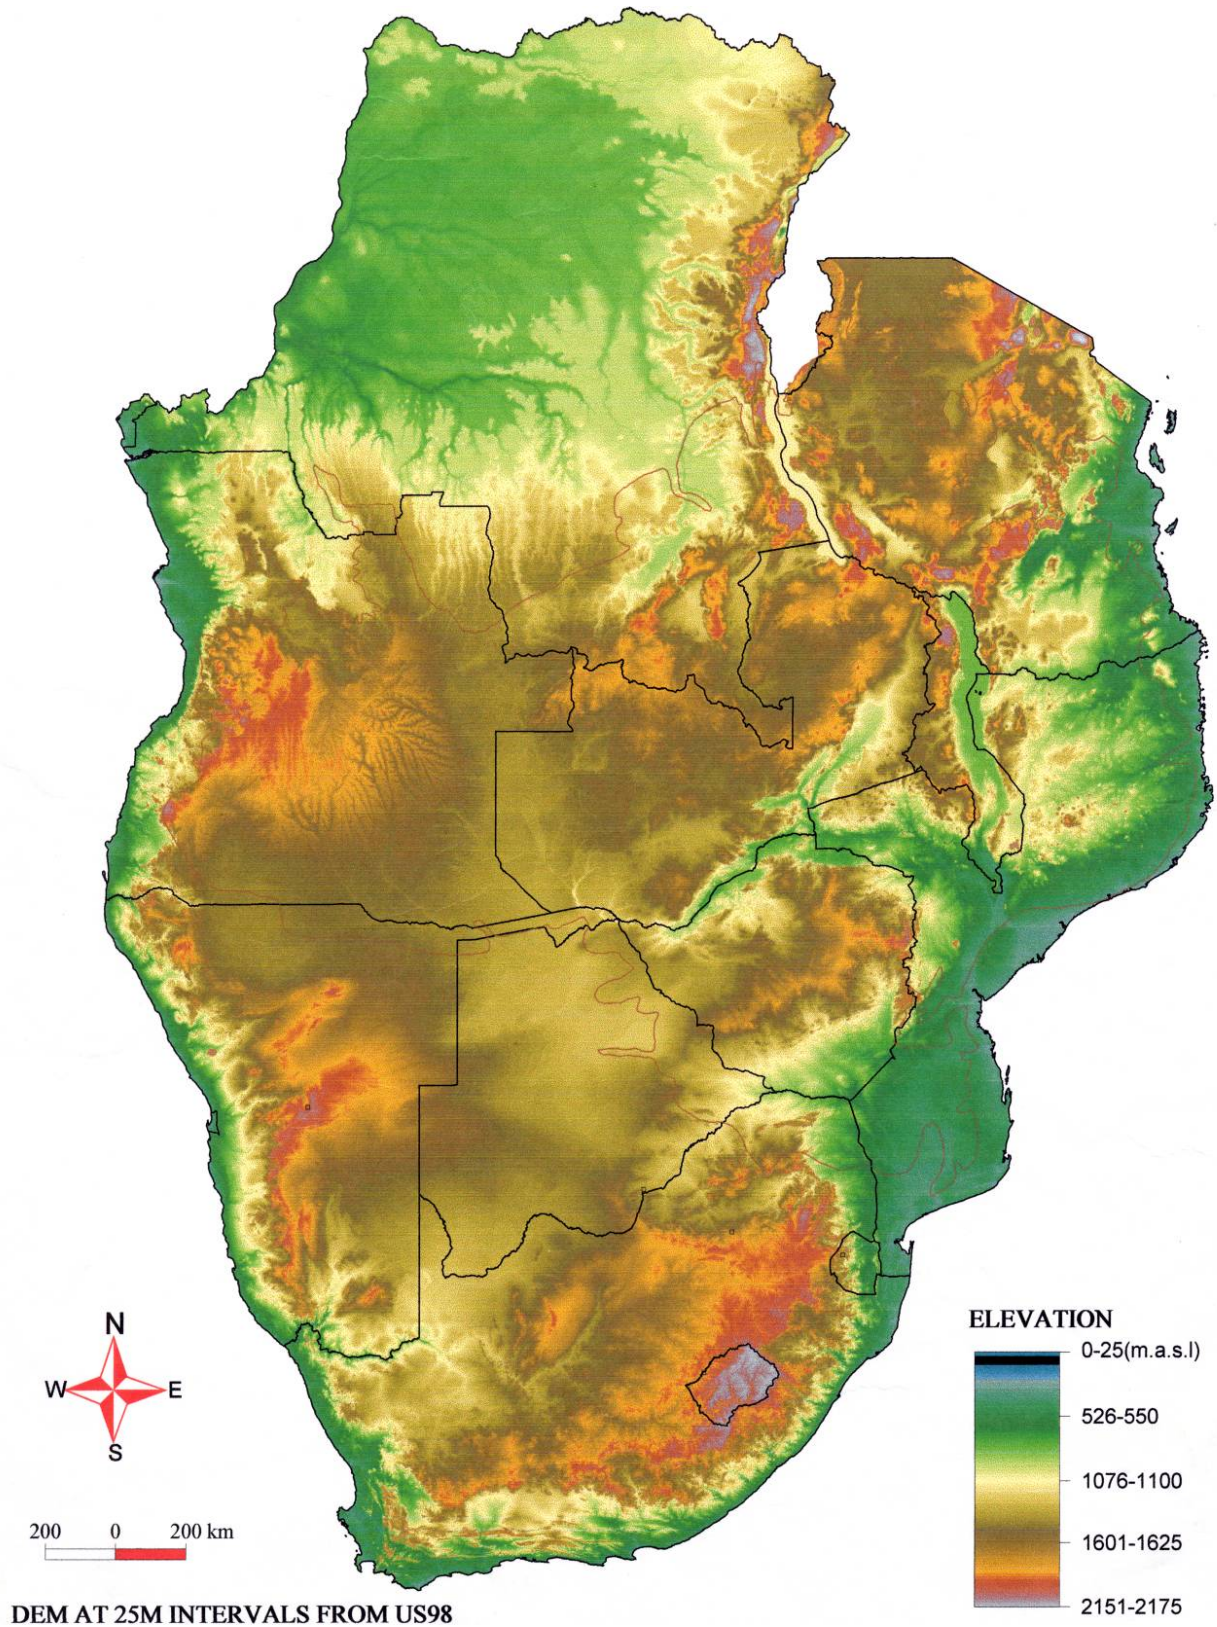 N
W E
S
200 0 200 km
DEM AT 25M INTERVALS FROM US98
ELEVATION
0-25(m.a.s.l)
526-550
1076-1100
1601-1625
2151-2175